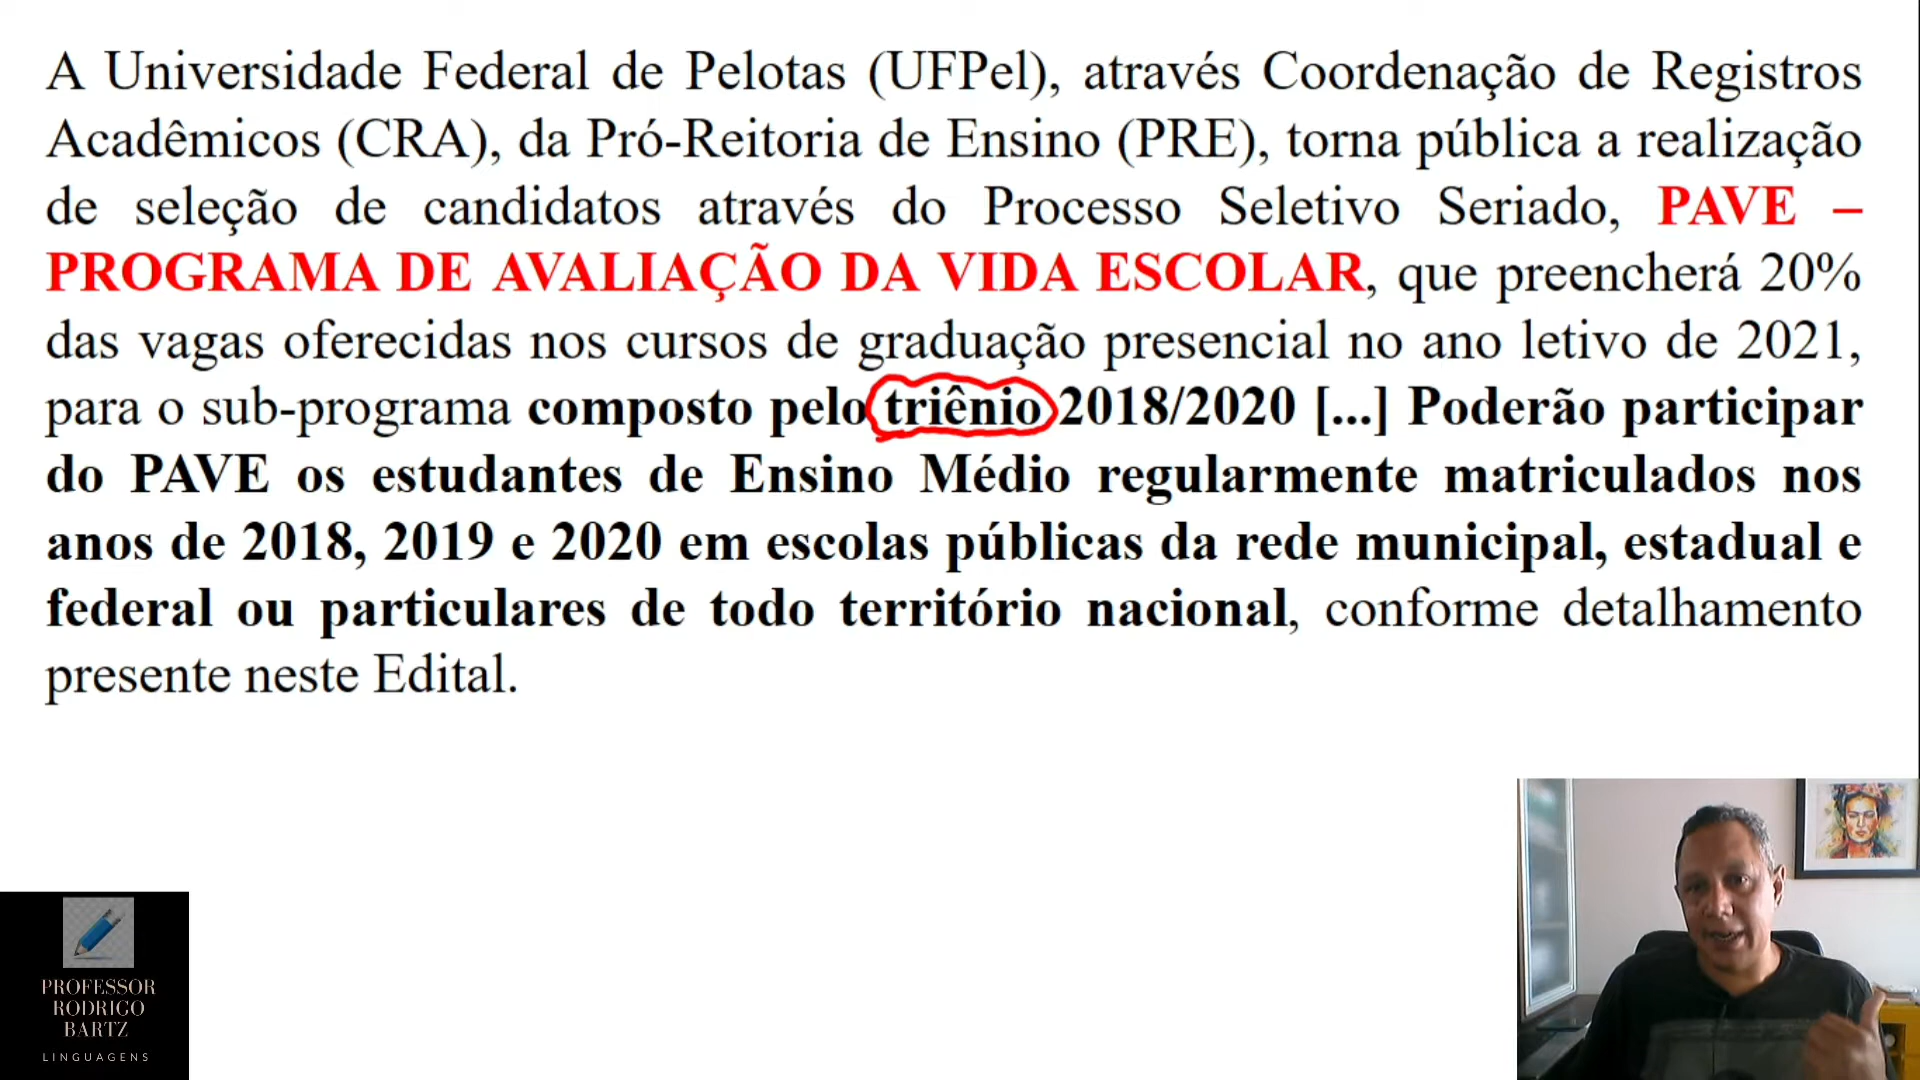 A Universidade Federal de Pelotas (UFPel), através Coordenação de Registros
Acadêmicos (CRA), da Pró-Reitoria de Ensino (PRE), torna pública a realização
de seleção de candidatos através do Processo Seletivo Seriado, PAVE –
PROGRAMA DE AVALIAÇÃO DA VIDA ESCOLAR, que preencherá 20%
das vagas oferecidas nos cursos de graduação presencial no ano letivo de 2021,
para o sub-programa composto pelo triênio 2018/2020 [...] Poderão participar
do PAVE os estudantes de Ensino Médio regularmente matriculados nos
anos de 2018, 2019 e 2020 em escolas públicas da rede municipal, estadual e
federal ou particulares de todo território nacional, conforme detalhamento
presente neste Edital.
PROFESSOR
RODRIGO
BARTZ
LINGUAGENS